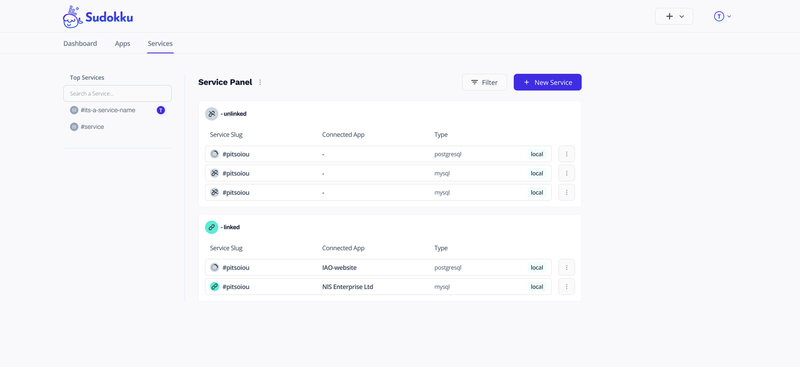 Sudokku
T
Dashboard Apps Services
Top Services
Search a Service...
#its-a-service-name T
#service
Service Panel
Filter
+ New Service
- unlinked
Service Slug Connected App Type
#pitsoiou - postgresql local
#pitsoiou - mysql local
#pitsoiou - mysql local
- linked
Service Slug Connected App Type
#pitsoiou IAO-website postgresql local
#pitsoiou NIS Enterprise Ltd mysql local